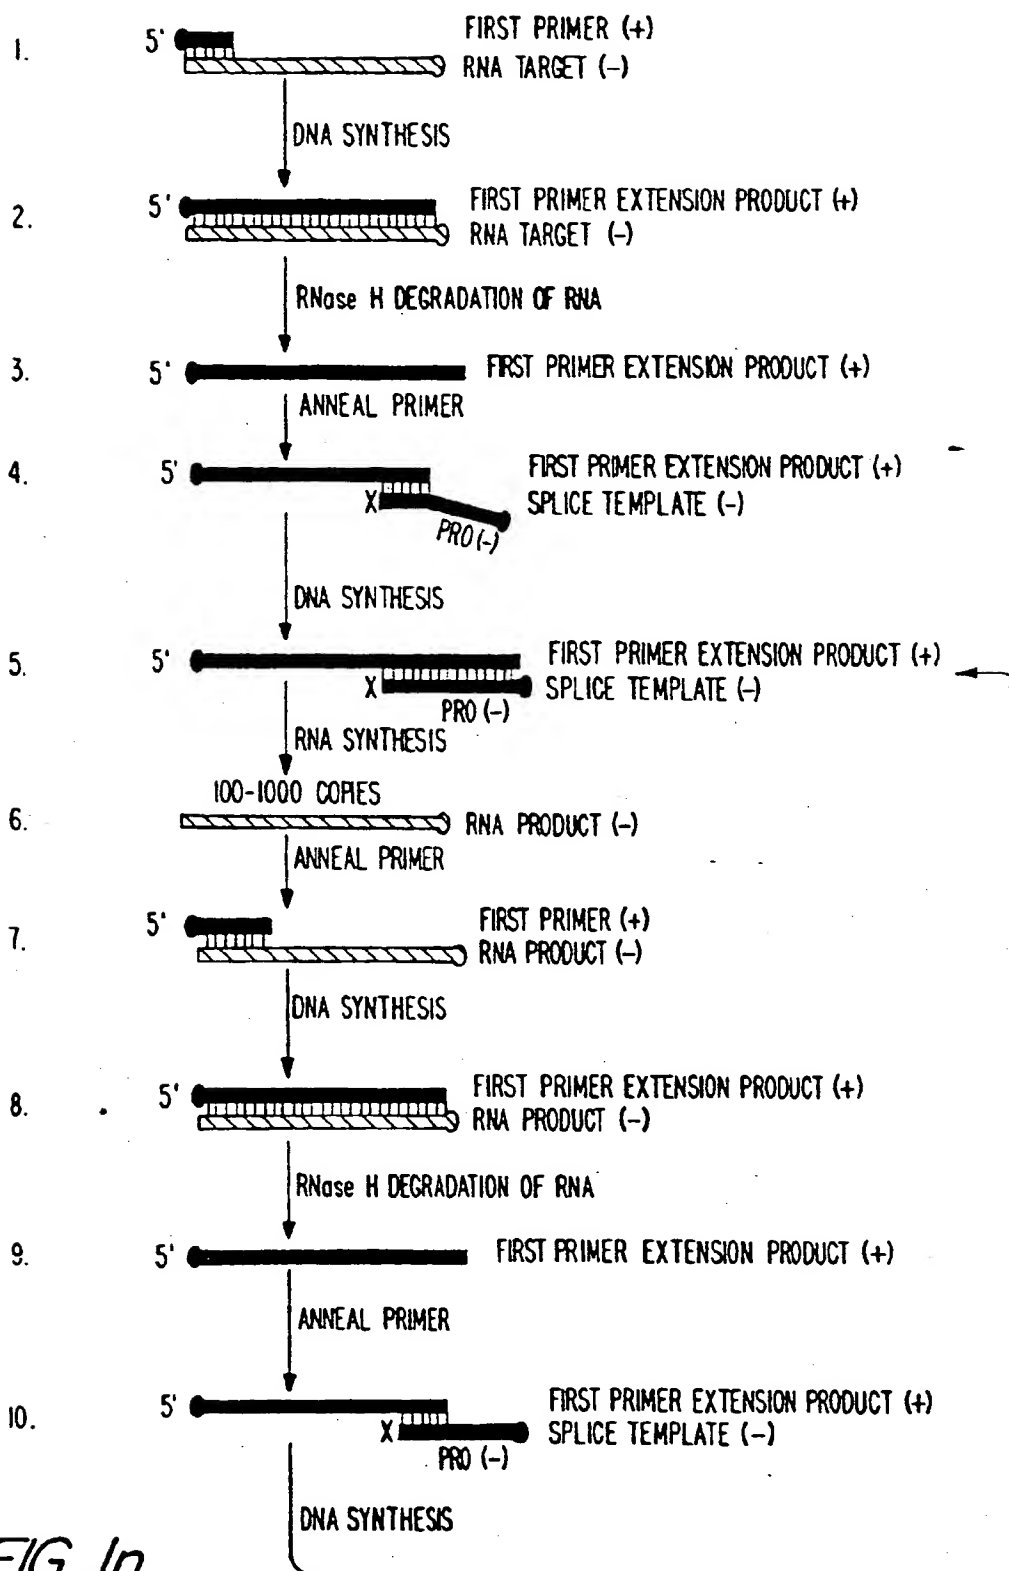 1.
5'
FIRST PRIMER (+)
RNA TARGET (-)
DNA SYNTHESIS
2.
5'
FIRST PRIMER EXTENSION PRODUCT (+)
RNA TARGET (-)
RNase H DEGRADATION OF RNA
3.
5'
FIRST PRIMER EXTENSION PRODUCT (+)
ANNEAL PRIMER
4.
5'
FIRST PRIMER EXTENSION PRODUCT (+)
X
SPLICE TEMPLATE (-)
PRO (-)
DNA SYNTHESIS
5.
5'
FIRST PRIMER EXTENSION PRODUCT (+)
X
SPLICE TEMPLATE (-)
PRO (-)
RNA SYNTHESIS
100-1000 COPIES
6.
RNA PRODUCT (-)
ANNEAL PRIMER
7.
5'
FIRST PRIMER (+)
RNA PRODUCT (-)
DNA SYNTHESIS
8.
5'
FIRST PRIMER EXTENSION PRODUCT (+)
RNA PRODUCT (-)
RNase H DEGRADATION OF RNA
9.
5'
FIRST PRIMER EXTENSION PRODUCT (+)
ANNEAL PRIMER
10.
5'
FIRST PRIMER EXTENSION PRODUCT (+)
X
SPLICE TEMPLATE (-)
PRO (-)
DNA SYNTHESIS
FIG.